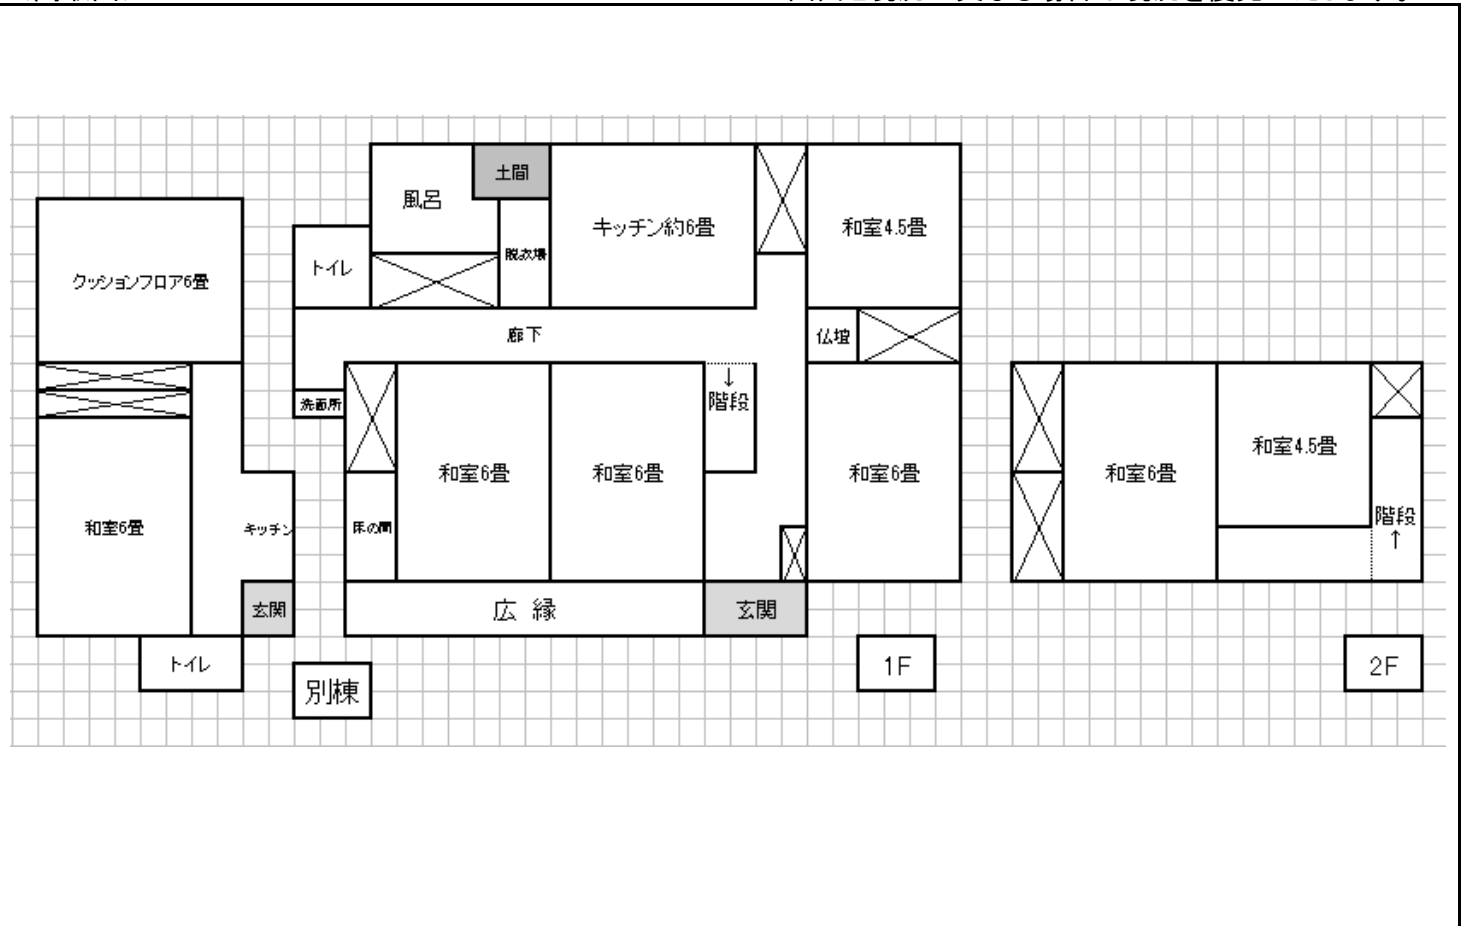 土間
風呂
キッチン約6畳
和室4.5畳
トイレ
脱衣場
クッションフロア6畳
廊下
仏壇
↓
階段
洗面所
和室6畳
和室6畳
和室6畳
和室6畳
和室4.5畳
和室6畳
キッチン
床の間
階段
↑
玄関
広縁
玄関
トイレ
別棟
1F
2F